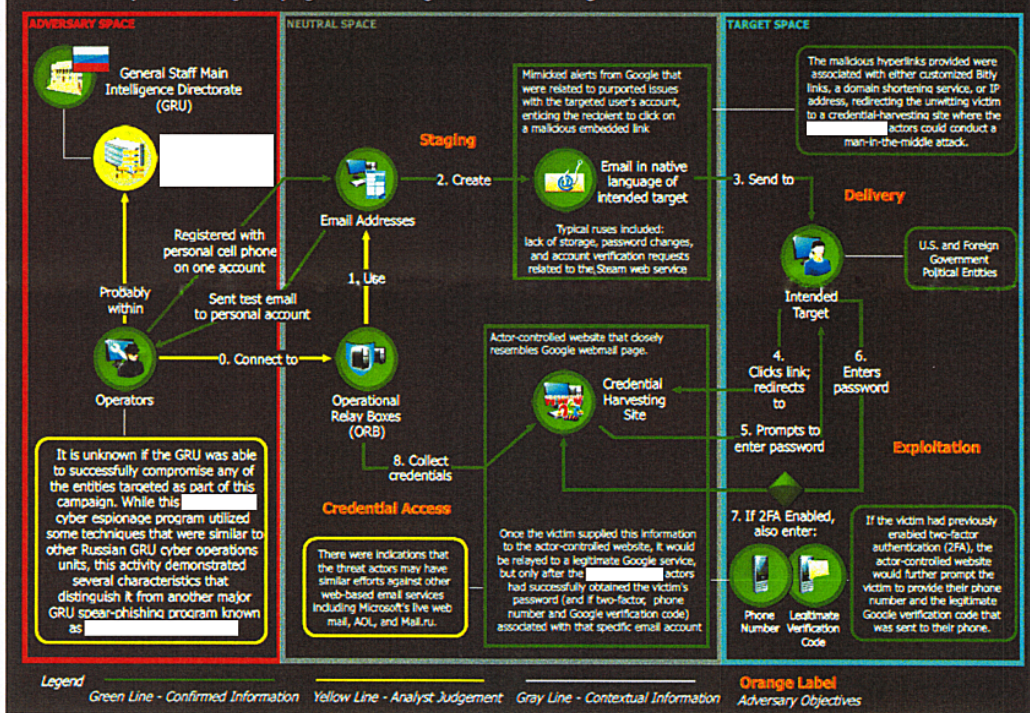 ADVERSARY SPACE
NEUTRAL SPACE
TARGET SPACE
General Staff Main
Intelligence Directorate
(GRU)
Probably
within
Operators
Registered with
personal cell phone
on one account
Sent test email
to personal account
0. Connect to
It is unknown if the GRU was able
to successfully compromise any of
the entities targeted as part of this
campaign. While this
cyber espionage program utilized
some techniques that were similar to
other Russian GRU cyber operations
units, this activity demonstrated
several characteristics that
distinguish it from another major
GRU spear-phishing program known
as
Staging
Email Addresses
1. Use
Operational
Relay Boxes
(ORB)
2. Create
Mimicked alerts from Google that
were related to purported issues
with the targeted user's account,
enticing the recipient to click on
a malicious embedded link
Email in native
language of
intended target
Typical ruses included:
lack of storage, password changes,
and account verification requests
related to the Steam web service
3. Send to
The malicious hyperlinks provided were
associated with either customized Bitly
links, a domain shortening service, or IP
address, redirecting the unwitting victim
to a credential-harvesting site where the
actors could conduct a
man-in-the-middle attack.
Delivery
U.S. and Foreign
Government
Political Entities
Intended
Target
4.
Clicks link;
redirects
to
6.
Enters
password
5. Prompts to
enter password
Exploitation
Actor-controlled website that closely
resembles Google webmail page.
Credential
Harvesting
Site
8. Collect
credentials
Credential Access
There were indications that
the threat actors may have
similar efforts against other
web-based email services
including Microsoft's live web
mail, AOL, and Mail.ru.
Once the victim supplied this information
to the actor-controlled website, it would
be relayed to a legitimate Google service,
but only after the actors
had successfully obtained the victim's
password (and if two-factor, phone
number and Google verification code)
associated with that specific email account
7. If 2FA Enabled,
also enter:
Phone
Number
Legitimate
Verification
Code
If the victim had previously
enabled two-factor
authentication (2FA), the
actor-controlled website
would further prompt the
victim to provide their phone
number and the legitimate
Google verification code that
was sent to their phone.
Legend
Green Line - Confirmed Information
Yellow Line - Analyst Judgement
Gray Line - Contextual Information
Orange Label
Adversary Objectives